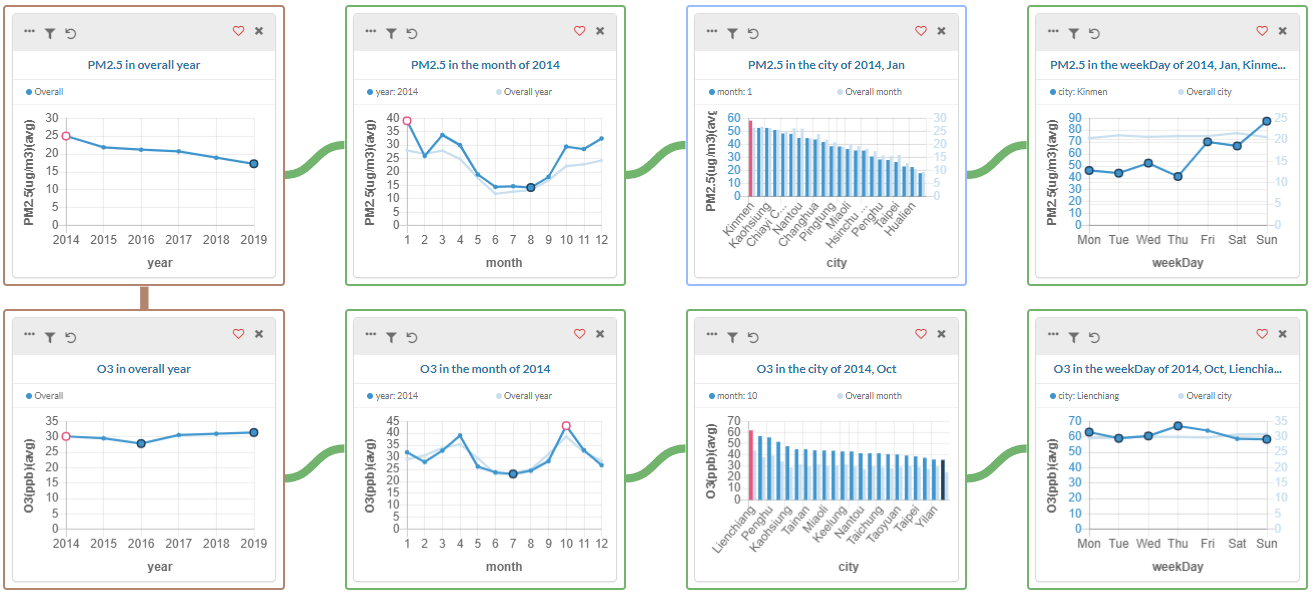 PM2.5 in overall year
Overall
PM2.5(ug/m3)(avg)
30
25
20
15
10
5
0
2014 2015 2016 2017 2018 2019
year
PM2.5 in the month of 2014
year: 2014 Overall year
PM2.5(ug/m3)(avg)
40
35
30
25
20
15
10
5
0
1 2 3 4 5 6 7 8 9 10 11 12
month
PM2.5 in the city of 2014, Jan
month: 1 Overall month
PM2.5(ug/m3)(avg
60 30
50 25
40 20
30 15
20 10
10 5
0 0
Kinmen Kaohsiung Chiayi C... Nantou Changhua Pingtung Miaoli Hsinchu ... Penghu Taipei Hualien
city
PM2.5 in the weekDay of 2014, Jan, Kinme...
city: Kinmen Overall city
PM2.5(ug/m3)(avg)
90 25
80
70 20
60
50 15
40 10
30
20 5
10
0 0
Mon Tue Wed Thu Fri Sat Sun
weekDay
O3 in overall year
Overall
O3(ppb)(avg)
35
30
25
20
15
10
5
0
2014 2015 2016 2017 2018 2019
year
O3 in the month of 2014
year: 2014 Overall year
O3(ppb)(avg)
45
40
35
30
25
20
15
10
5
0
1 2 3 4 5 6 7 8 9 10 11 12
month
O3 in the city of 2014, Oct
month: 10 Overall month
O3(ppb)(avg)
70
60
50
40
30
20
10
0
Lienchiang Penghu Kaohsiung Tainan Miaoli Keelung Nantou Taichung Taoyuan Taipei Yilan
city
O3 in the weekDay of 2014, Oct, Lienchia...
city: Lienchiang Overall city
O3(ppb)(avg)
70 35
60 30
50 25
40 20
30 15
20 10
10 5
0 0
Mon Tue Wed Thu Fri Sat Sun
weekDay